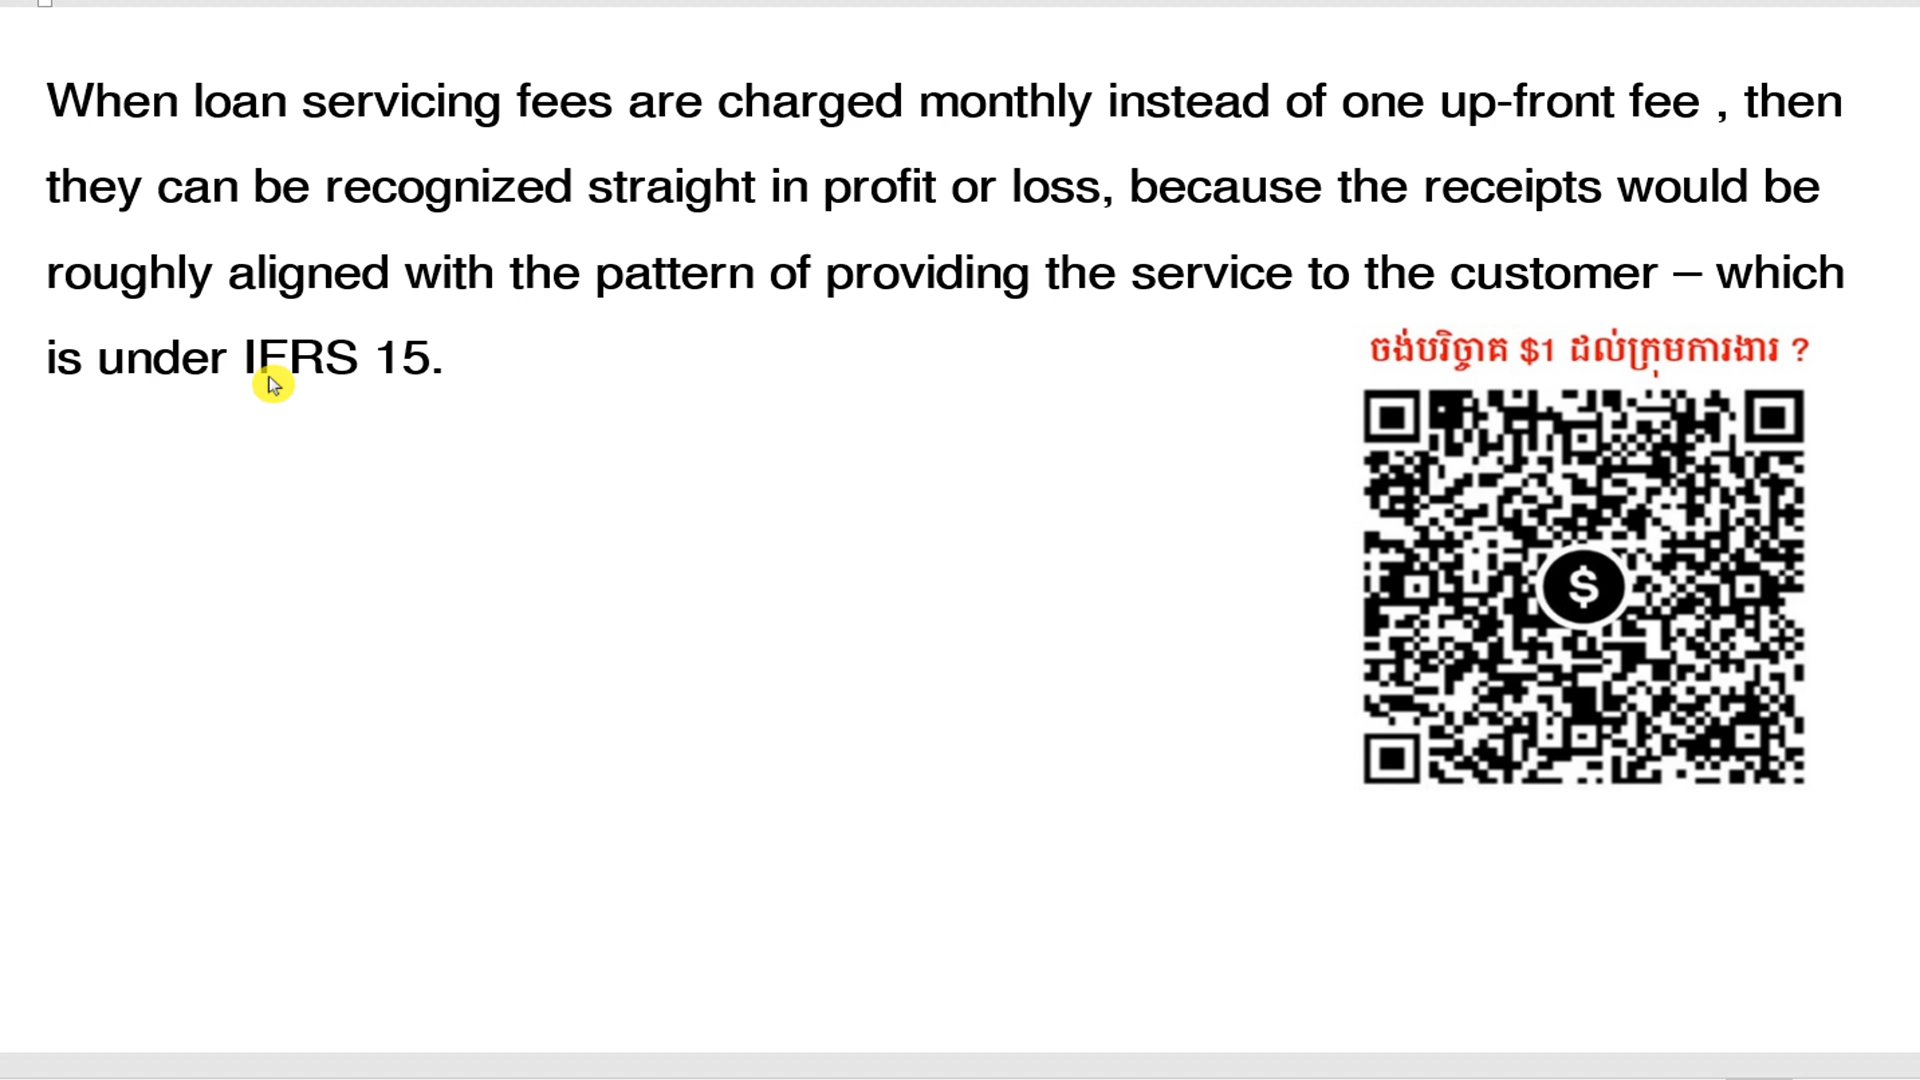 When loan servicing fees are charged monthly instead of one up-front fee , then
they can be recognized straight in profit or loss, because the receipts would be
roughly aligned with the pattern of providing the service to the customer – which
is under IFRS 15.
ចង់បរិច្ចាគ $1 ដល់ក្រុមការងារ ?
$